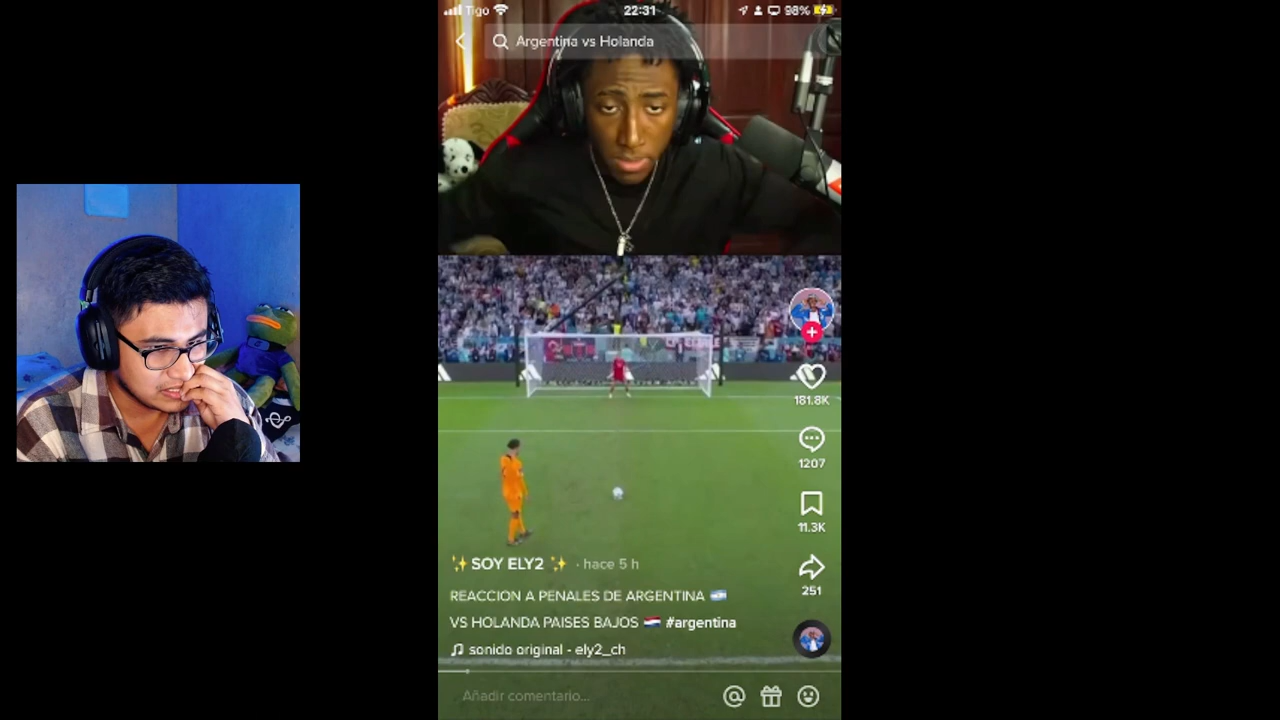 Tigo 22:31 98%
Argentina vs Holanda
181.8K
1207
11.3K
✨SOY ELY2 ✨ · hace 5 h
251
REACCION A PENALES DE ARGENTINA 🇦🇷
VS HOLANDA PAISES BAJOS 🇳🇱 #argentina
sonido original - ely2_ch
Añadir comentario...